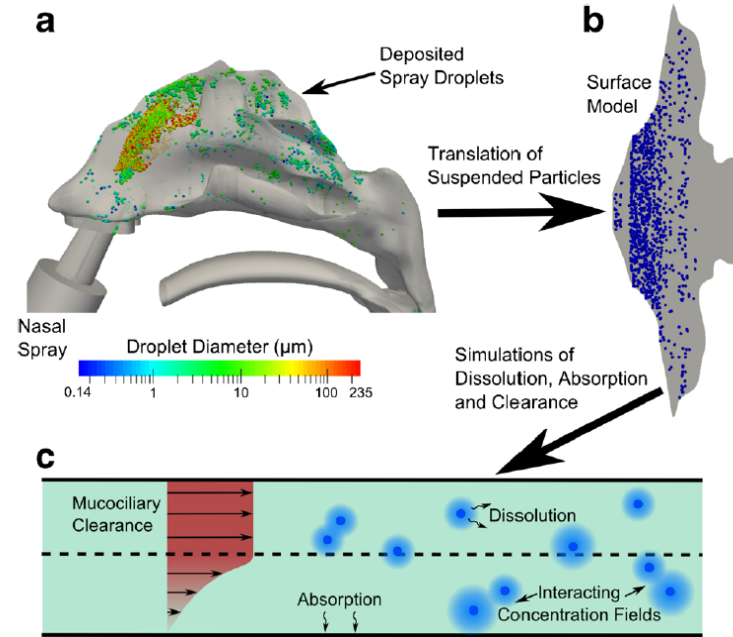 a
Deposited
Spray Droplets
Nasal
Spray
Droplet Diameter (µm)
0.14 1 10 100 235
Translation of
Suspended Particles
b
Surface
Model
Simulations of
Dissolution, Absorption
and Clearance
c
Mucociliary
Clearance
Dissolution
Absorption
Interacting
Concentration Fields